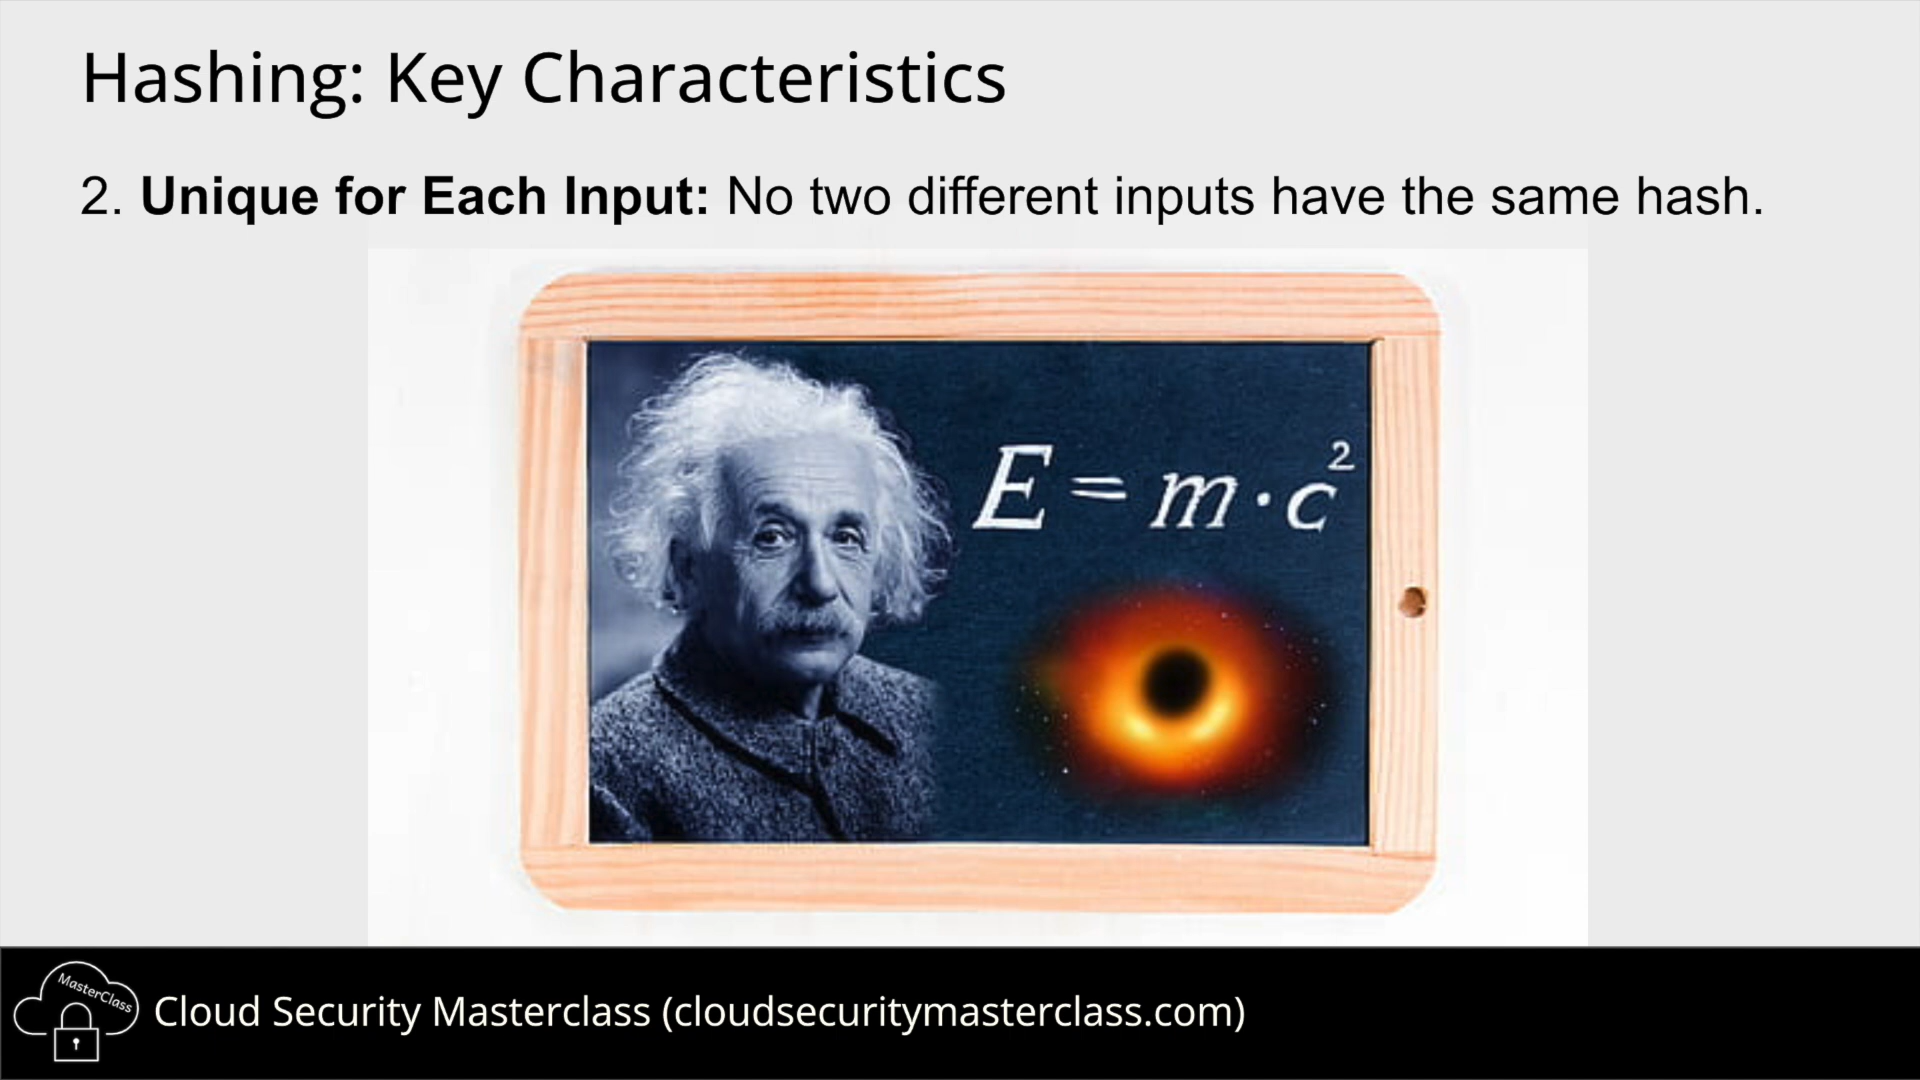 Hashing: Key Characteristics
2. Unique for Each Input: No two different inputs have the same hash.
E = m·c²
MasterClass
Cloud Security Masterclass (cloudsecuritymasterclass.com)